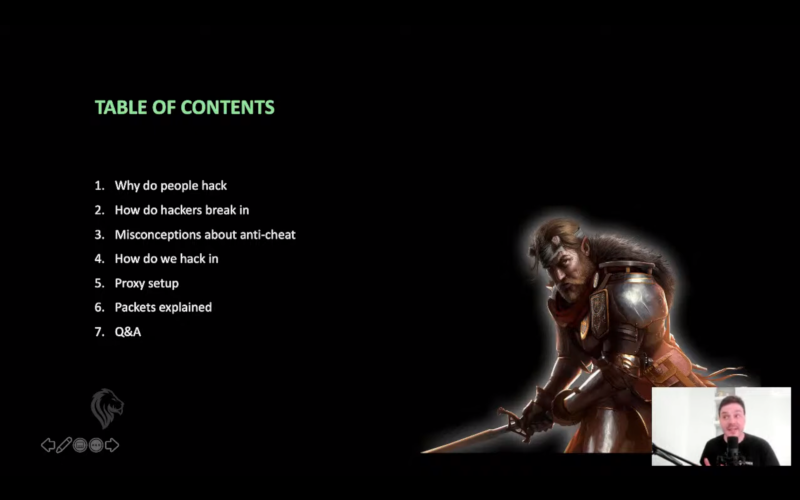 TABLE OF CONTENTS
1. Why do people hack
2. How do hackers break in
3. Misconceptions about anti-cheat
4. How do we hack in
5. Proxy setup
6. Packets explained
7. Q&A